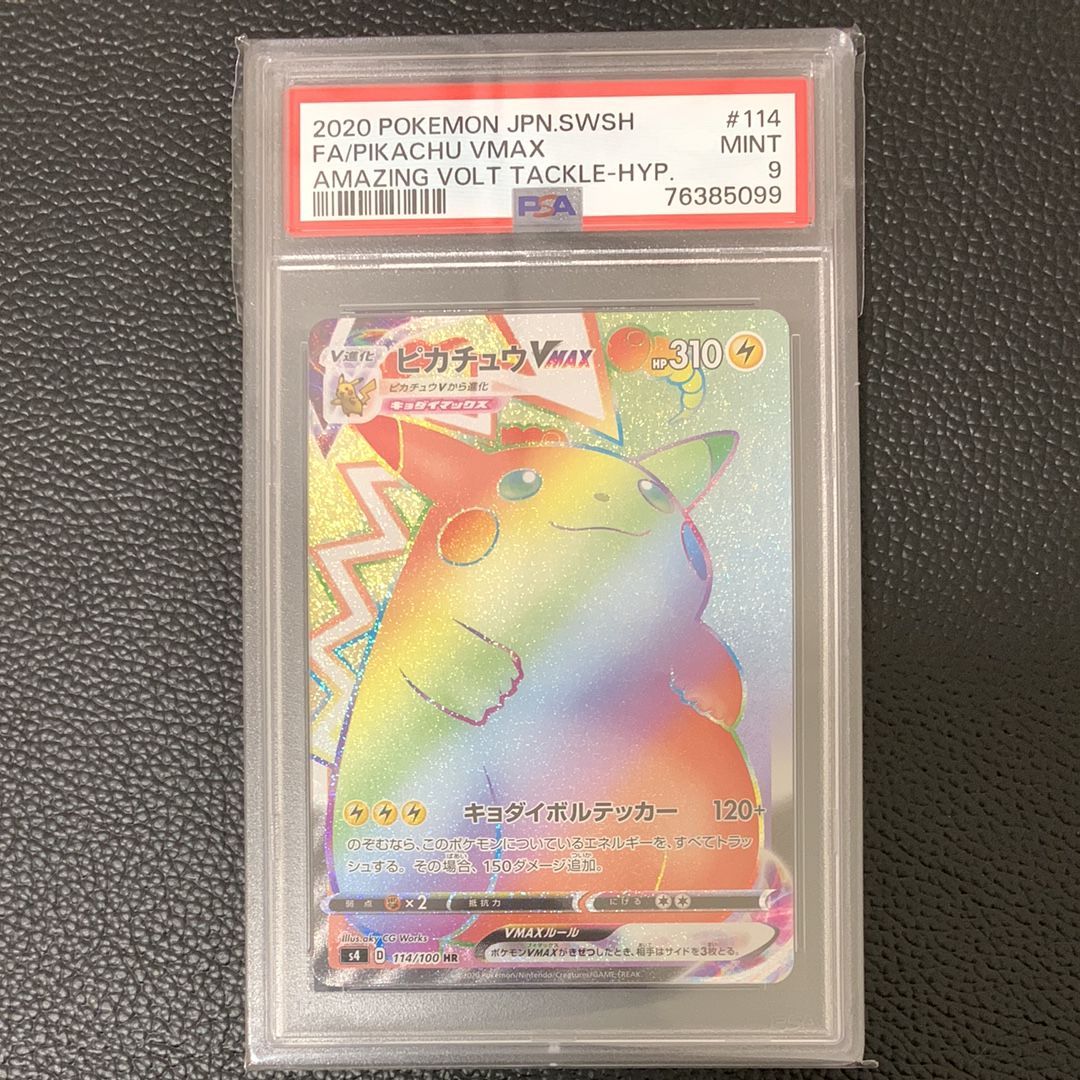 2020 POKEMON JPN.SWSH #114
FA/PIKACHU VMAX MINT
AMAZING VOLT TACKLE-HYP. 9
PSA 76385099
V進化 ピカチュウVMAX HP310
ピカチュウVから進化
キョダイマックス
キョダイボルテッカー 120+
のぞむなら、このポケモンについているエネルギーを、すべてトラッ
シュする。その場合、150ダメージ追加。
弱点 ×2 抵抗力 にげる
Illus.aky CG Works
VMAXルール
ポケモンVMAXがきぜつしたとき、相手はサイドを3枚とる。
s4 D 114/100 HR
©2020 Pokémon/Nintendo/Creatures/GAME FREAK.